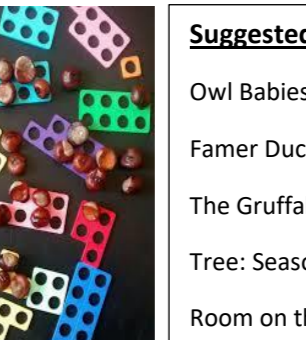 Suggested
Owl Babies
Famer Duc
The Gruffa
Tree: Seaso
Room on th